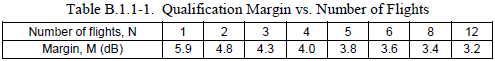 Table B.1.1-1. Qualification Margin vs. Number of Flights
Number of flights, N 1 2 3 4 5 6 8 12
Margin, M (dB) 5.9 4.8 4.3 4.0 3.8 3.6 3.4 3.2